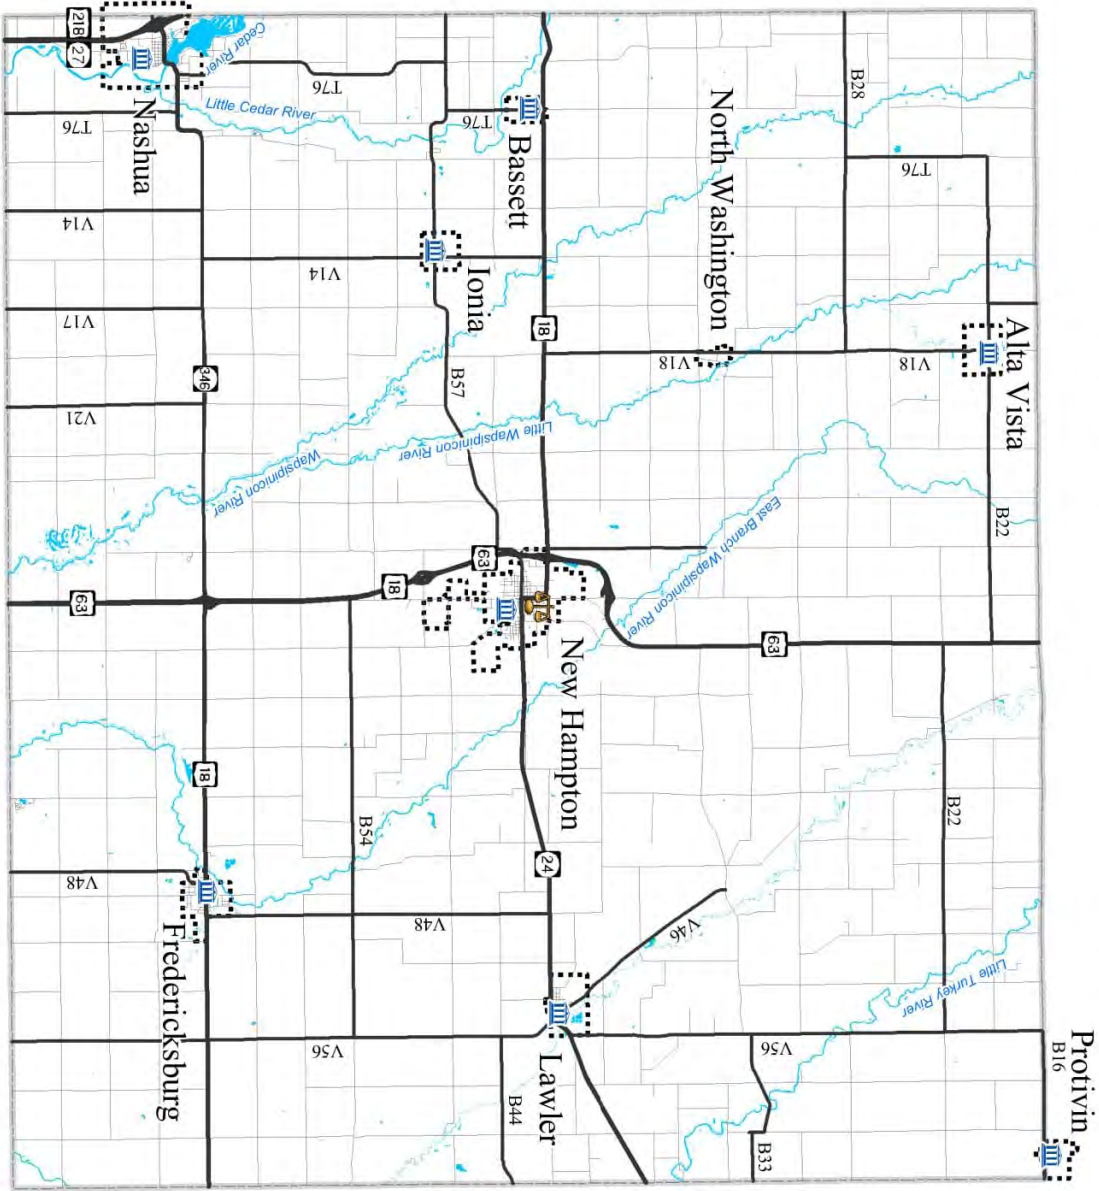 Protivin
B16
Alta Vista
B22
Little Turkey River
B22
T76
V18
B28
V56
63
B33
North Washington
East Branch Wapsipinicon River
V46
V18
New Hampton
Lawler
18
24
Bassett
B44
63
Ionia
T76
Little Wapsipinicon River
B57
V48
18
B54
T76
V14
V56
Wapsipinicon River
Little Cedar River
Cedar River
346
18
Fredericksburg
Nashua
218
27
T76
V14
V17
V21
63
V48